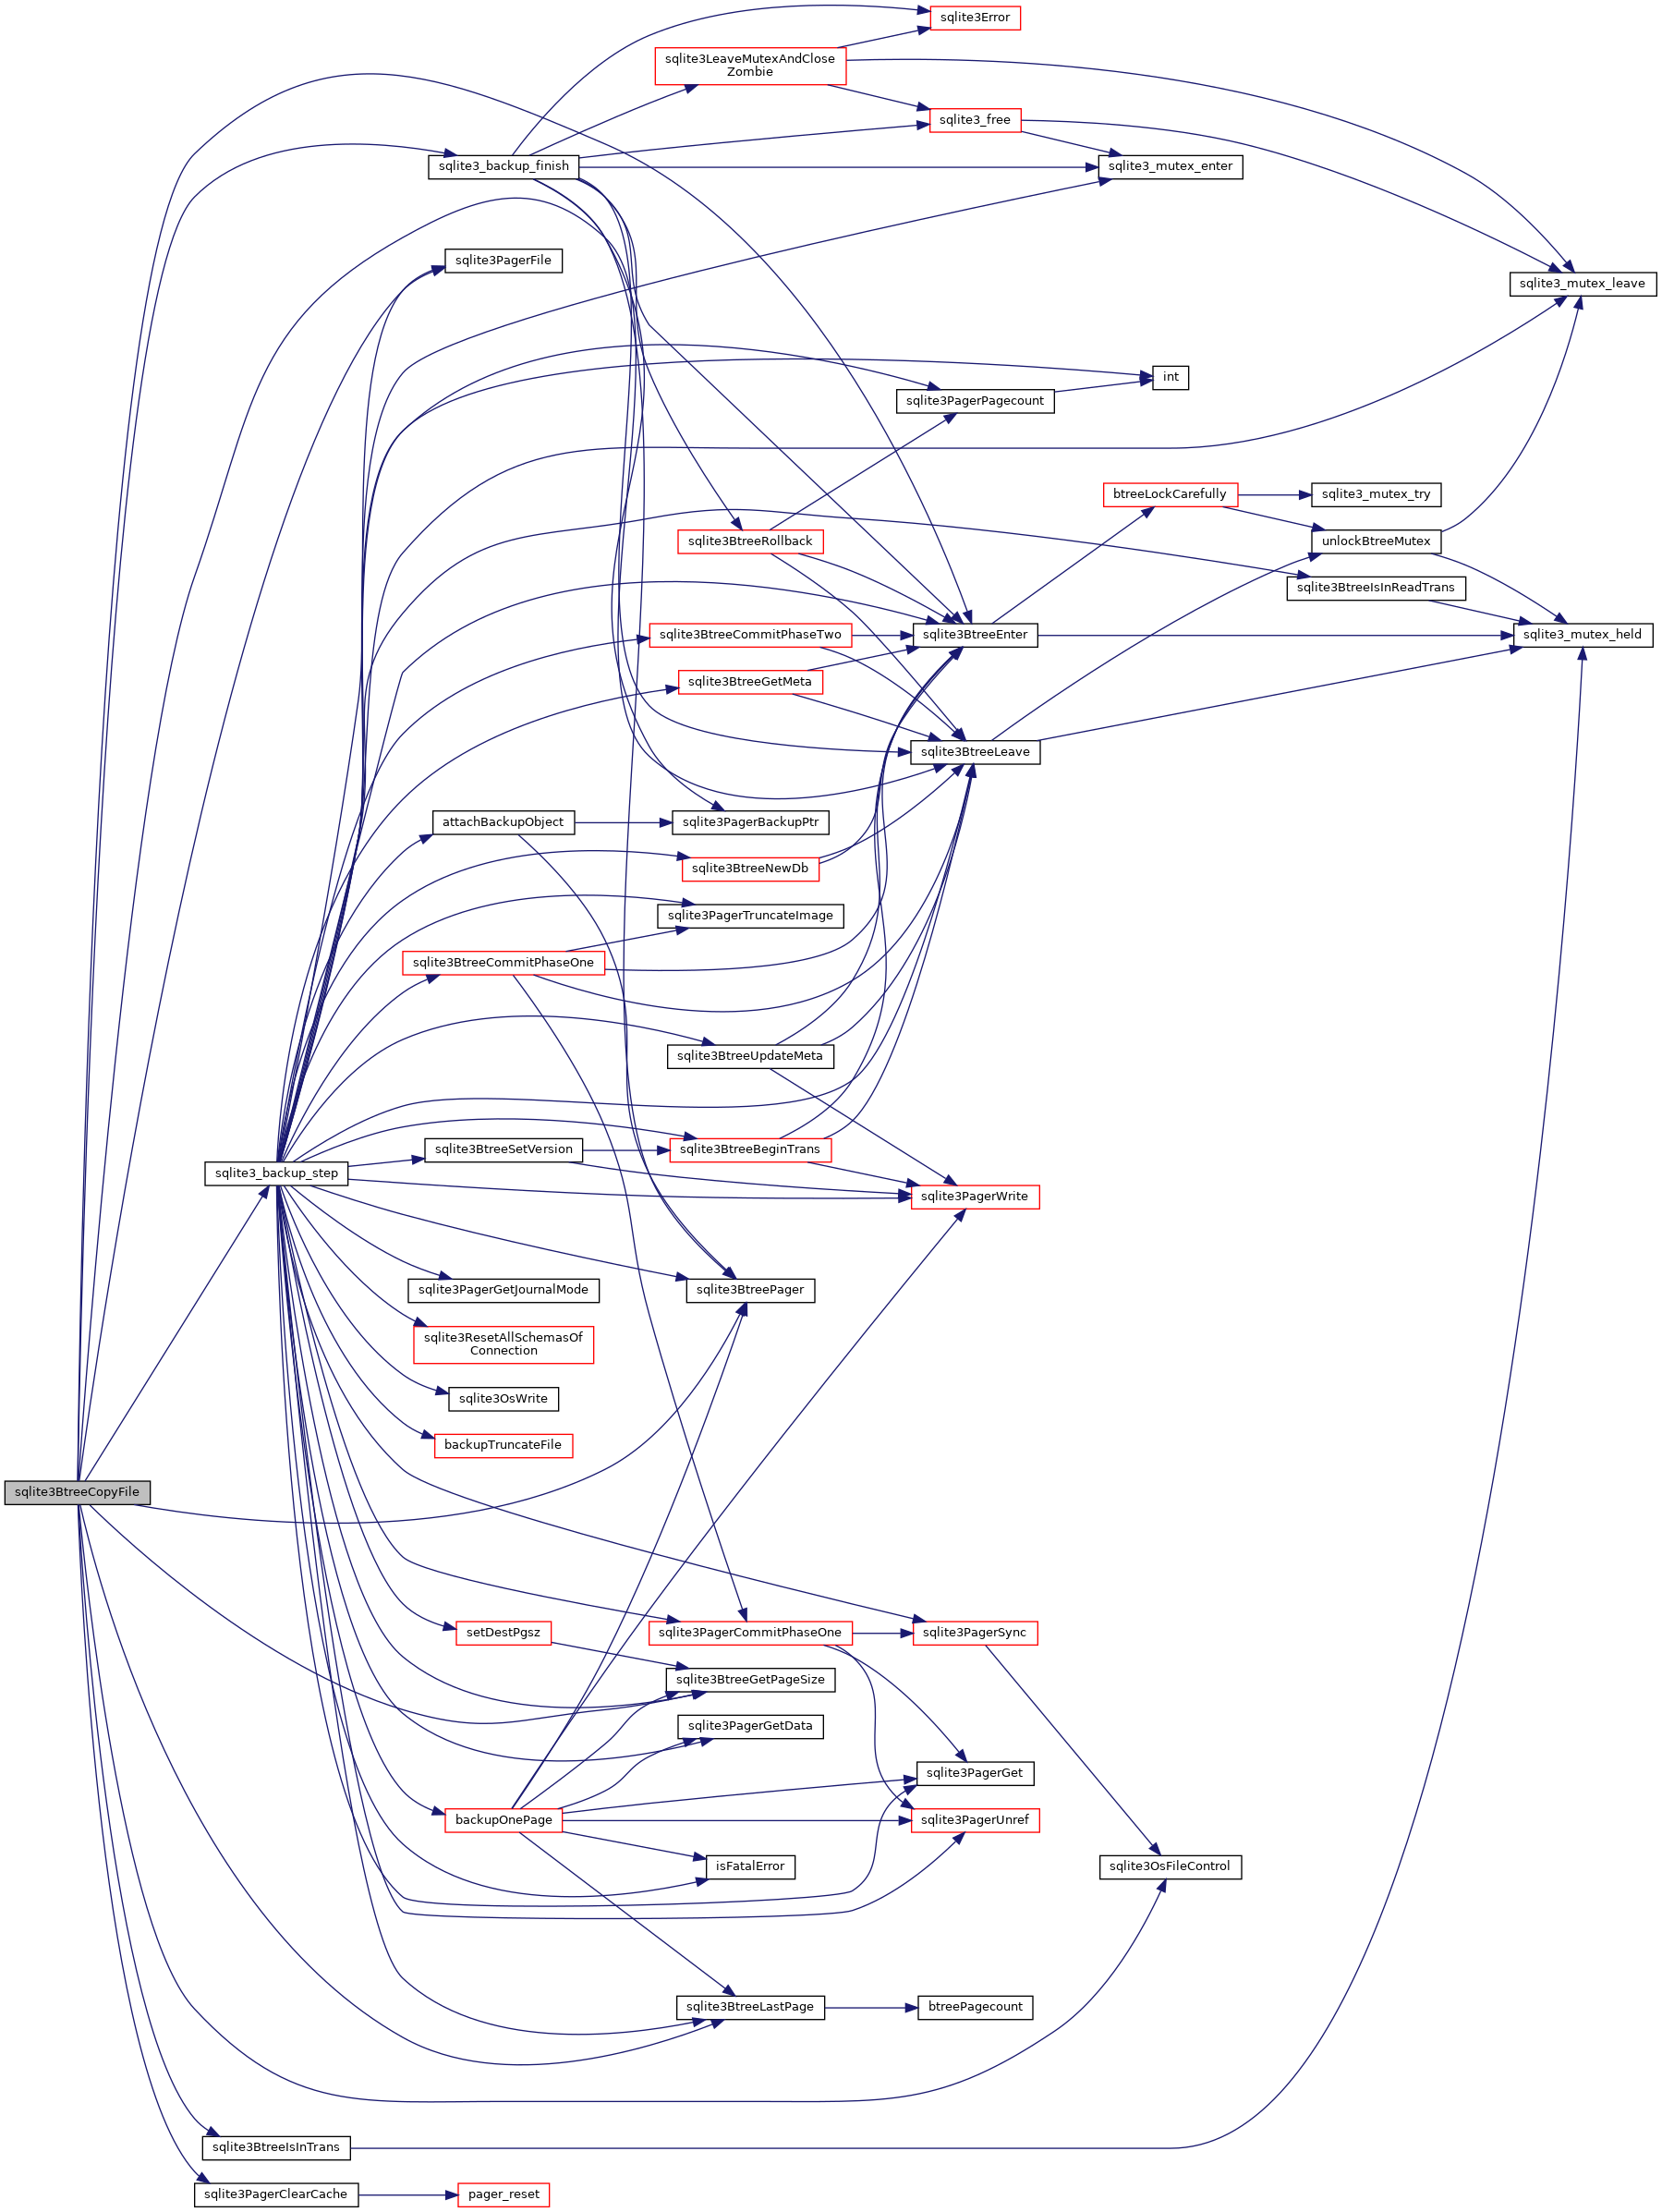 sqlite3Error
sqlite3LeaveMutexAndClose
Zombie
sqlite3_free
sqlite3_backup_finish
sqlite3_mutex_enter
sqlite3PagerFile
sqlite3_mutex_leave
int
sqlite3PagerPagecount
btreeLockCarefully
sqlite3_mutex_try
sqlite3BtreeRollback
unlockBtreeMutex
sqlite3BtreeIsInReadTrans
sqlite3BtreeCommitPhaseTwo
sqlite3BtreeEnter
sqlite3_mutex_held
sqlite3BtreeGetMeta
sqlite3BtreeLeave
attachBackupObject
sqlite3PagerBackupPtr
sqlite3BtreeNewDb
sqlite3PagerTruncateImage
sqlite3BtreeCommitPhaseOne
sqlite3BtreeUpdateMeta
sqlite3BtreeSetVersion
sqlite3BtreeBeginTrans
sqlite3_backup_step
sqlite3PagerWrite
sqlite3PagerGetJournalMode
sqlite3BtreePager
sqlite3ResetAllSchemasOf
Connection
sqlite3OsWrite
backupTruncateFile
sqlite3BtreeCopyFile
setDestPgsz
sqlite3PagerCommitPhaseOne
sqlite3PagerSync
sqlite3BtreeGetPageSize
sqlite3PagerGetData
sqlite3PagerGet
backupOnePage
sqlite3PagerUnref
isFatalError
sqlite3OsFileControl
sqlite3BtreeLastPage
btreePagecount
sqlite3BtreeIsInTrans
sqlite3PagerClearCache
pager_reset